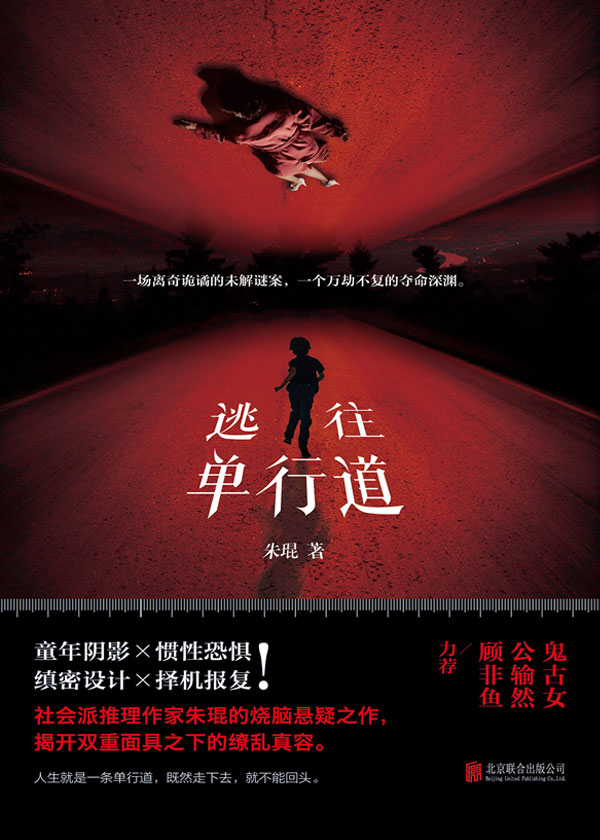 一场离奇诡谲的未解谜案，一个万劫不复的夺命深渊。
逃往
单行道
朱琨 著
童年阴影×惯性恐惧
缜密设计×择机报复！
社会派推理作家朱琨的烧脑悬疑之作，
揭开双重面具之下的缭乱真容。
人生就是一条单行道，既然走下去，就不能回头。
鬼古女
公输然
顾非鱼
／力荐
北京联合出版公司
Beijing United Publishing Co.,Ltd.